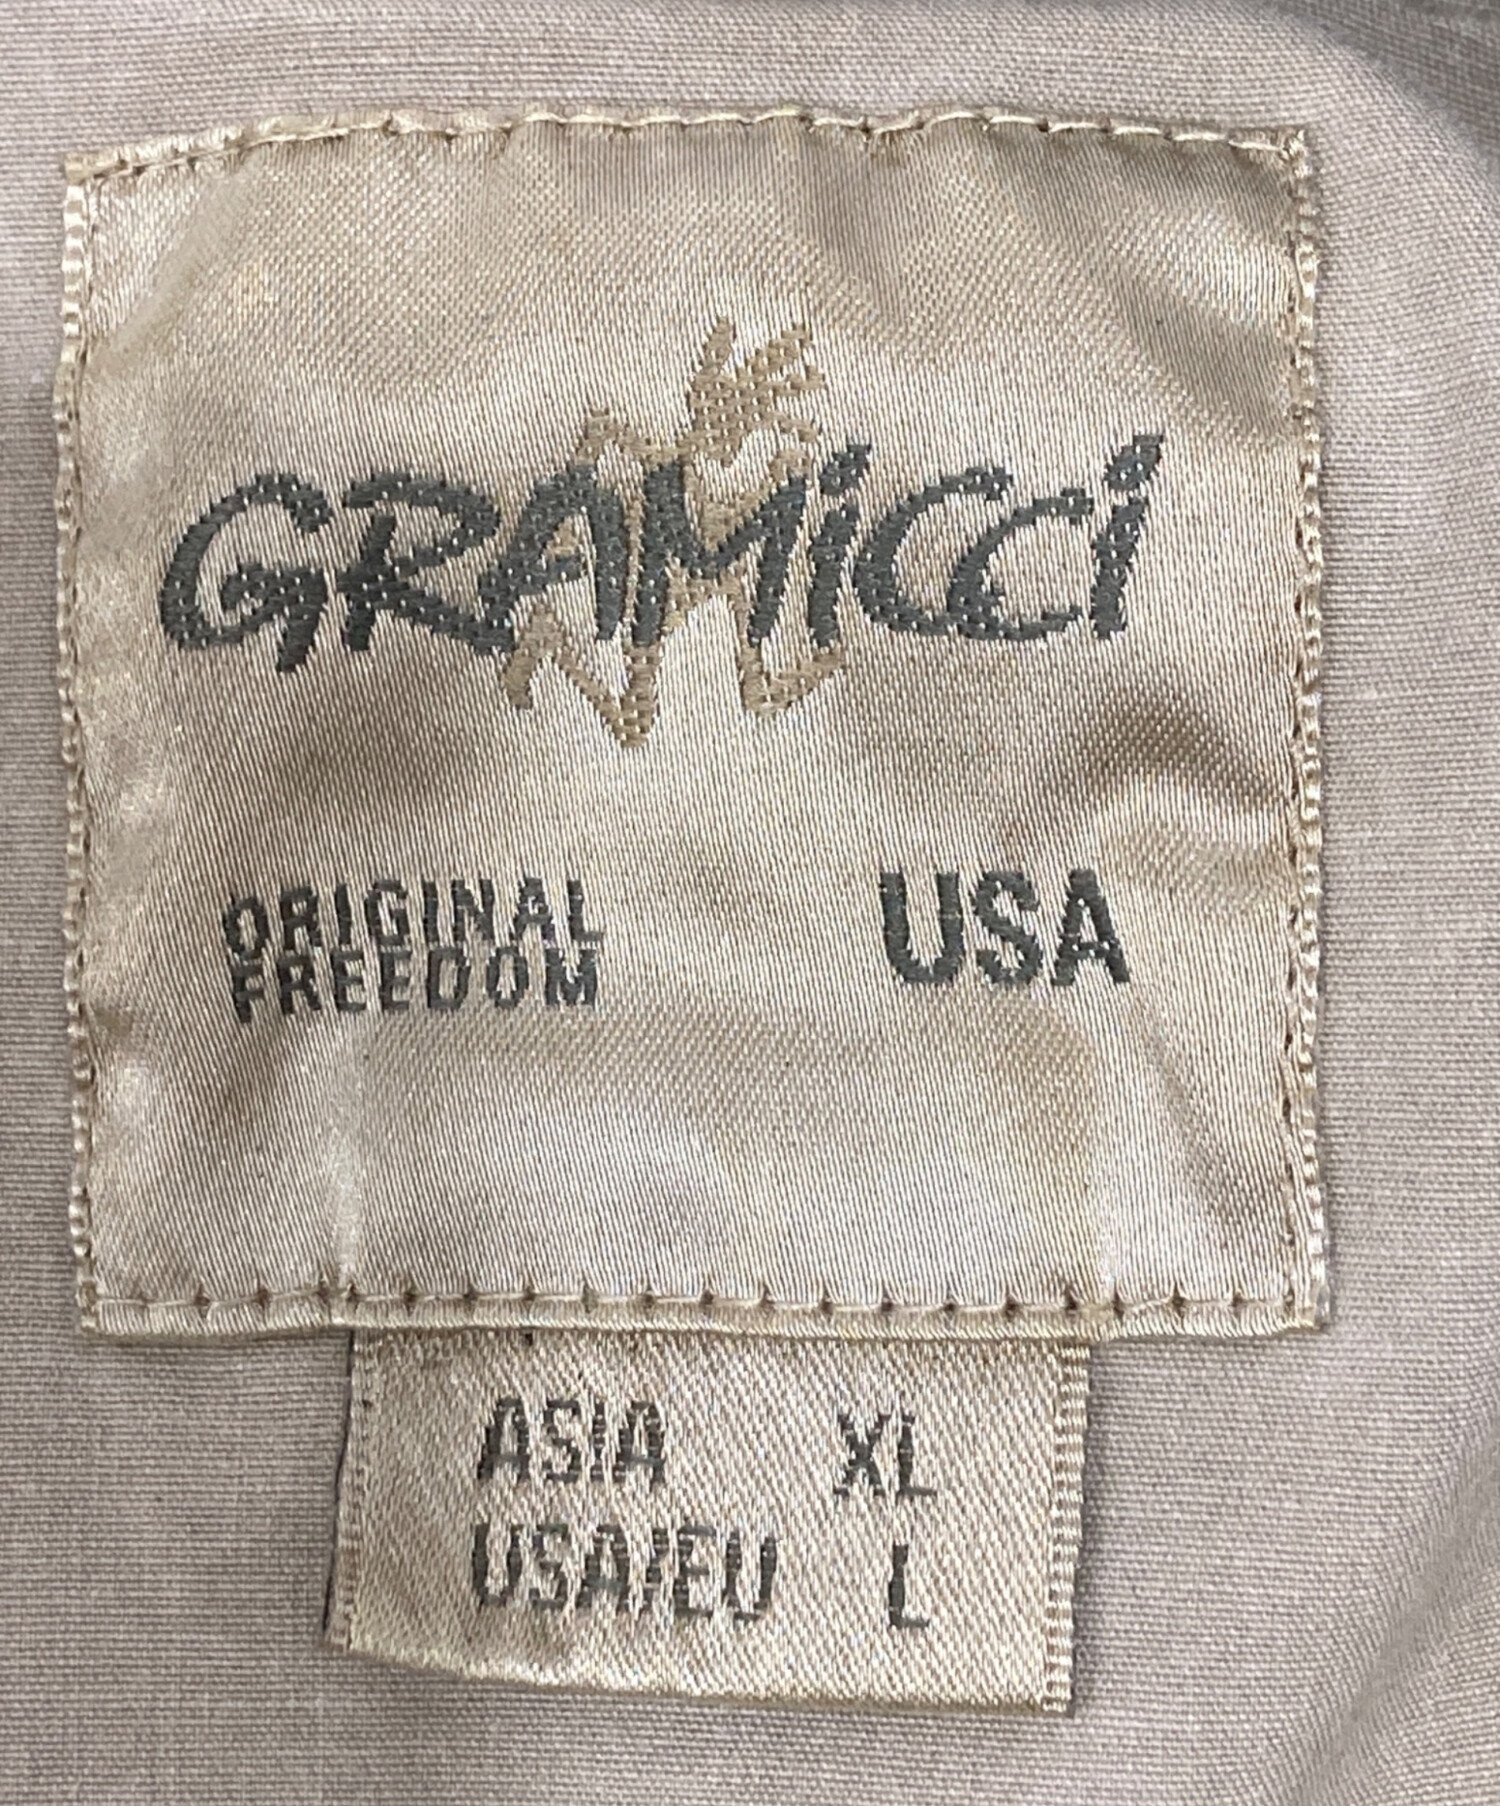 GRAMiCCi
ORIGINAL
FREEDOM
USA
ASIA XL
USA/EU L